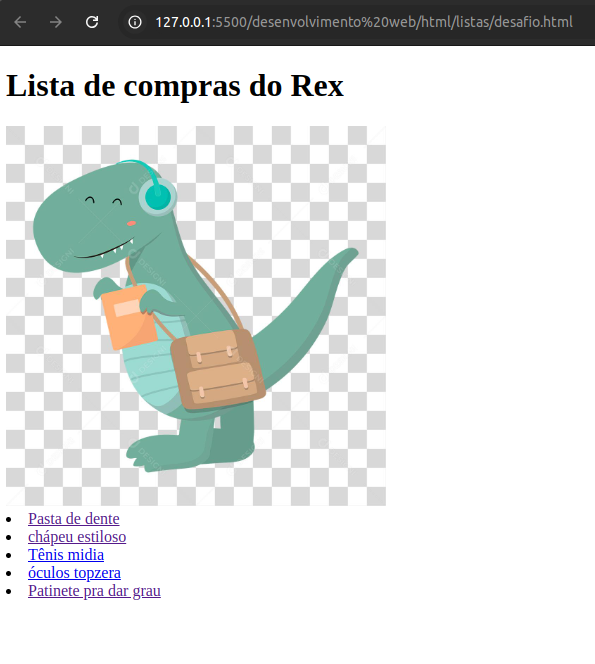 127.0.0.1:5500/desenvolvimento%20web/html/listas/desafio.html
Lista de compras do Rex
Pasta de dente
chápeu estiloso
Tênis midia
óculos topzera
Patinete pra dar grau